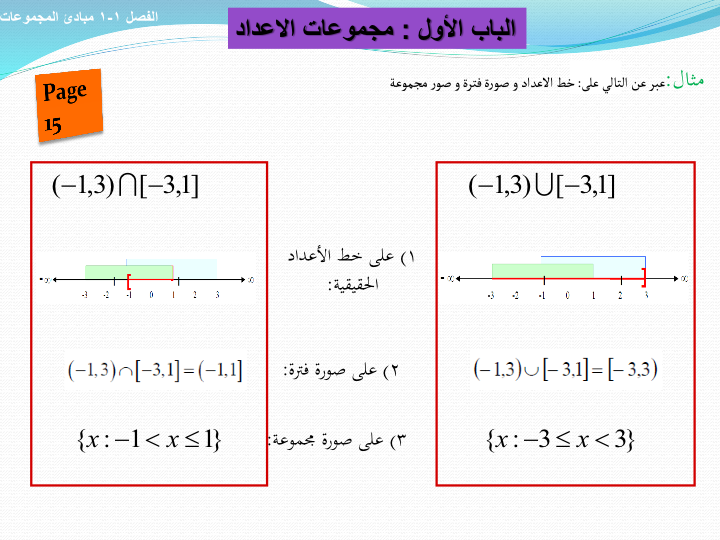 الفصل ١-١ مبادئ المجموعات
الباب الأول : مجموعات الاعداد
مثال: عبر عن التالي على: خط الاعداد و صورة فترة و صور مجموعة
Page
15
(−1,3)⋃[−3,1]
(−1,3)⋂[−3,1]
١) على خط الأعداد
الحقيقية:
-∞ -3 -2 -1 0 1 2 3 ∞
]
-∞ -3 -2 -1 0 1 2 3 ∞
[
٢) على صورة فترة:
(−1,3)∪[−3,1]=[−3,3)
(−1,3)∩[−3,1]=(−1,1]
٣) على صورة مجموعة:
{x : −3 ≤ x < 3}
{x : −1 < x ≤ 1}